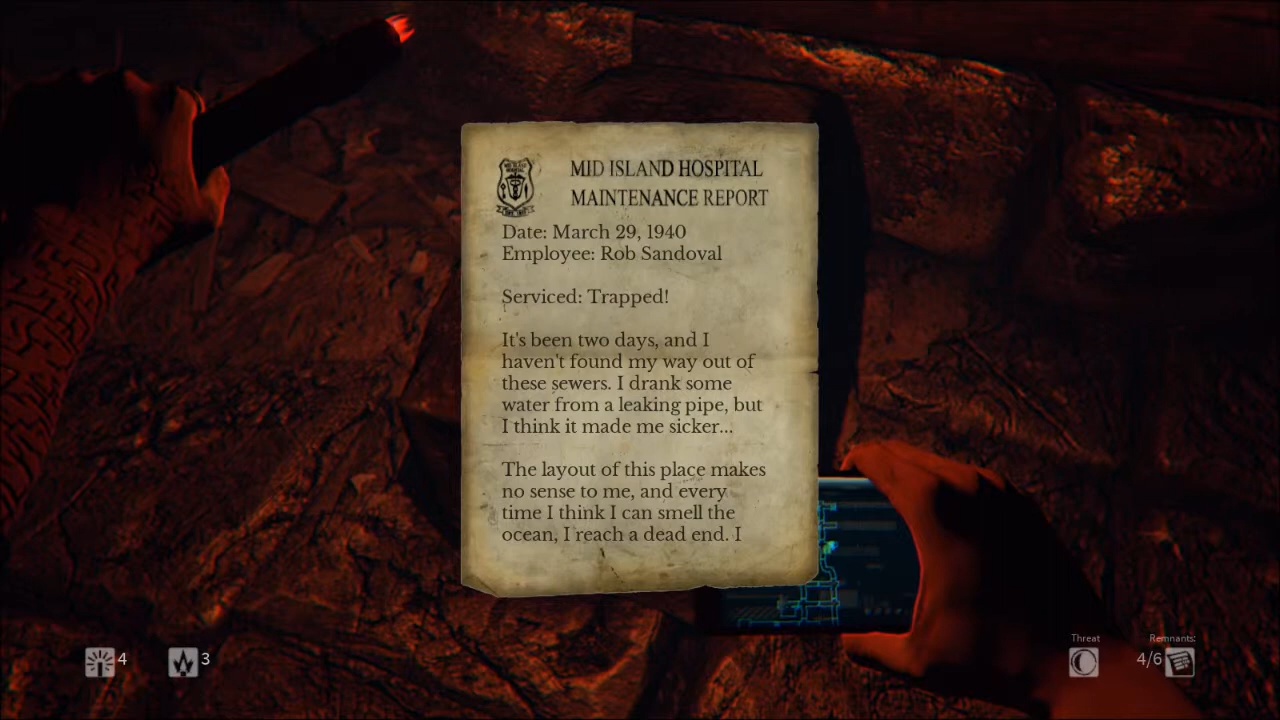 MID ISLAND HOSPITAL
MAINTENANCE REPORT
Date: March 29, 1940
Employee: Rob Sandoval
Serviced: Trapped!
It's been two days, and I
haven't found my way out of
these sewers. I drank some
water from a leaking pipe, but
I think it made me sicker...
The layout of this place makes
no sense to me, and every
time I think I can smell the
ocean, I reach a dead end. I
4
3
Threat
Remnants:
4/6